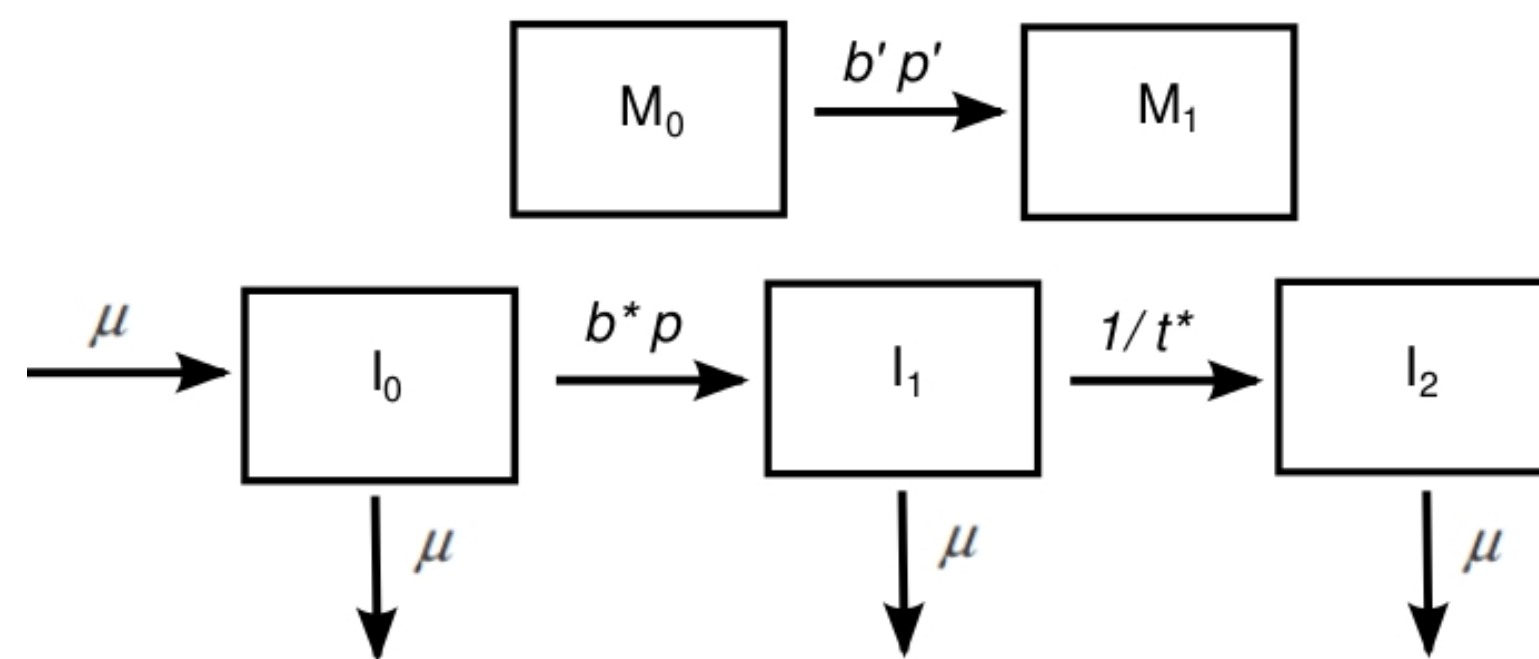 b′ p′
M₀ M₁
μ b* p 1/ t*
I₀ I₁ I₂
μ μ μ